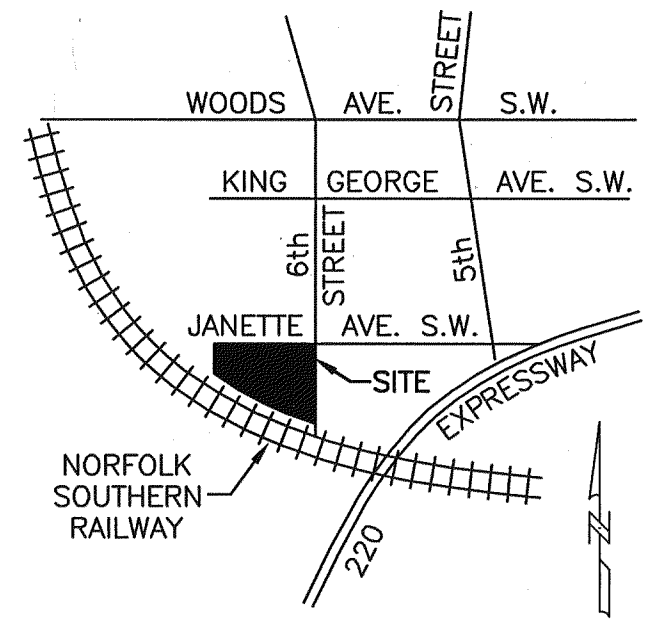 WOODS AVE. S.W.
STREET
KING GEORGE AVE. S.W.
6th
STREET
5th
JANETTE AVE. S.W.
SITE
EXPRESSWAY
NORFOLK
SOUTHERN
RAILWAY
220
N